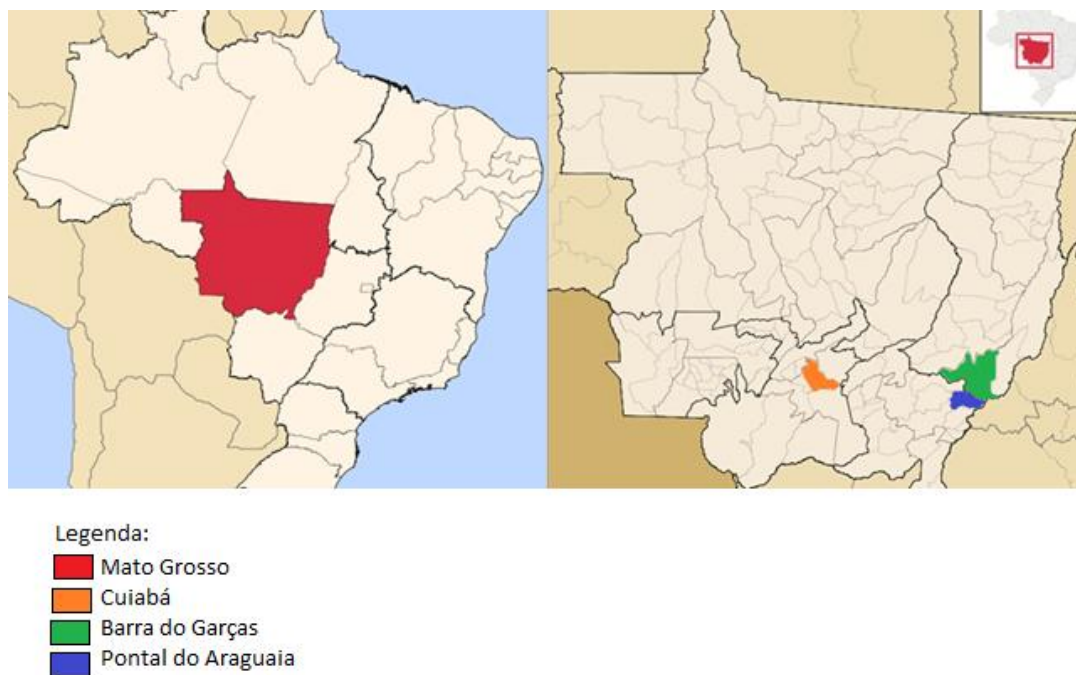 Legenda:
Mato Grosso
Cuiabá
Barra do Garças
Pontal do Araguaia